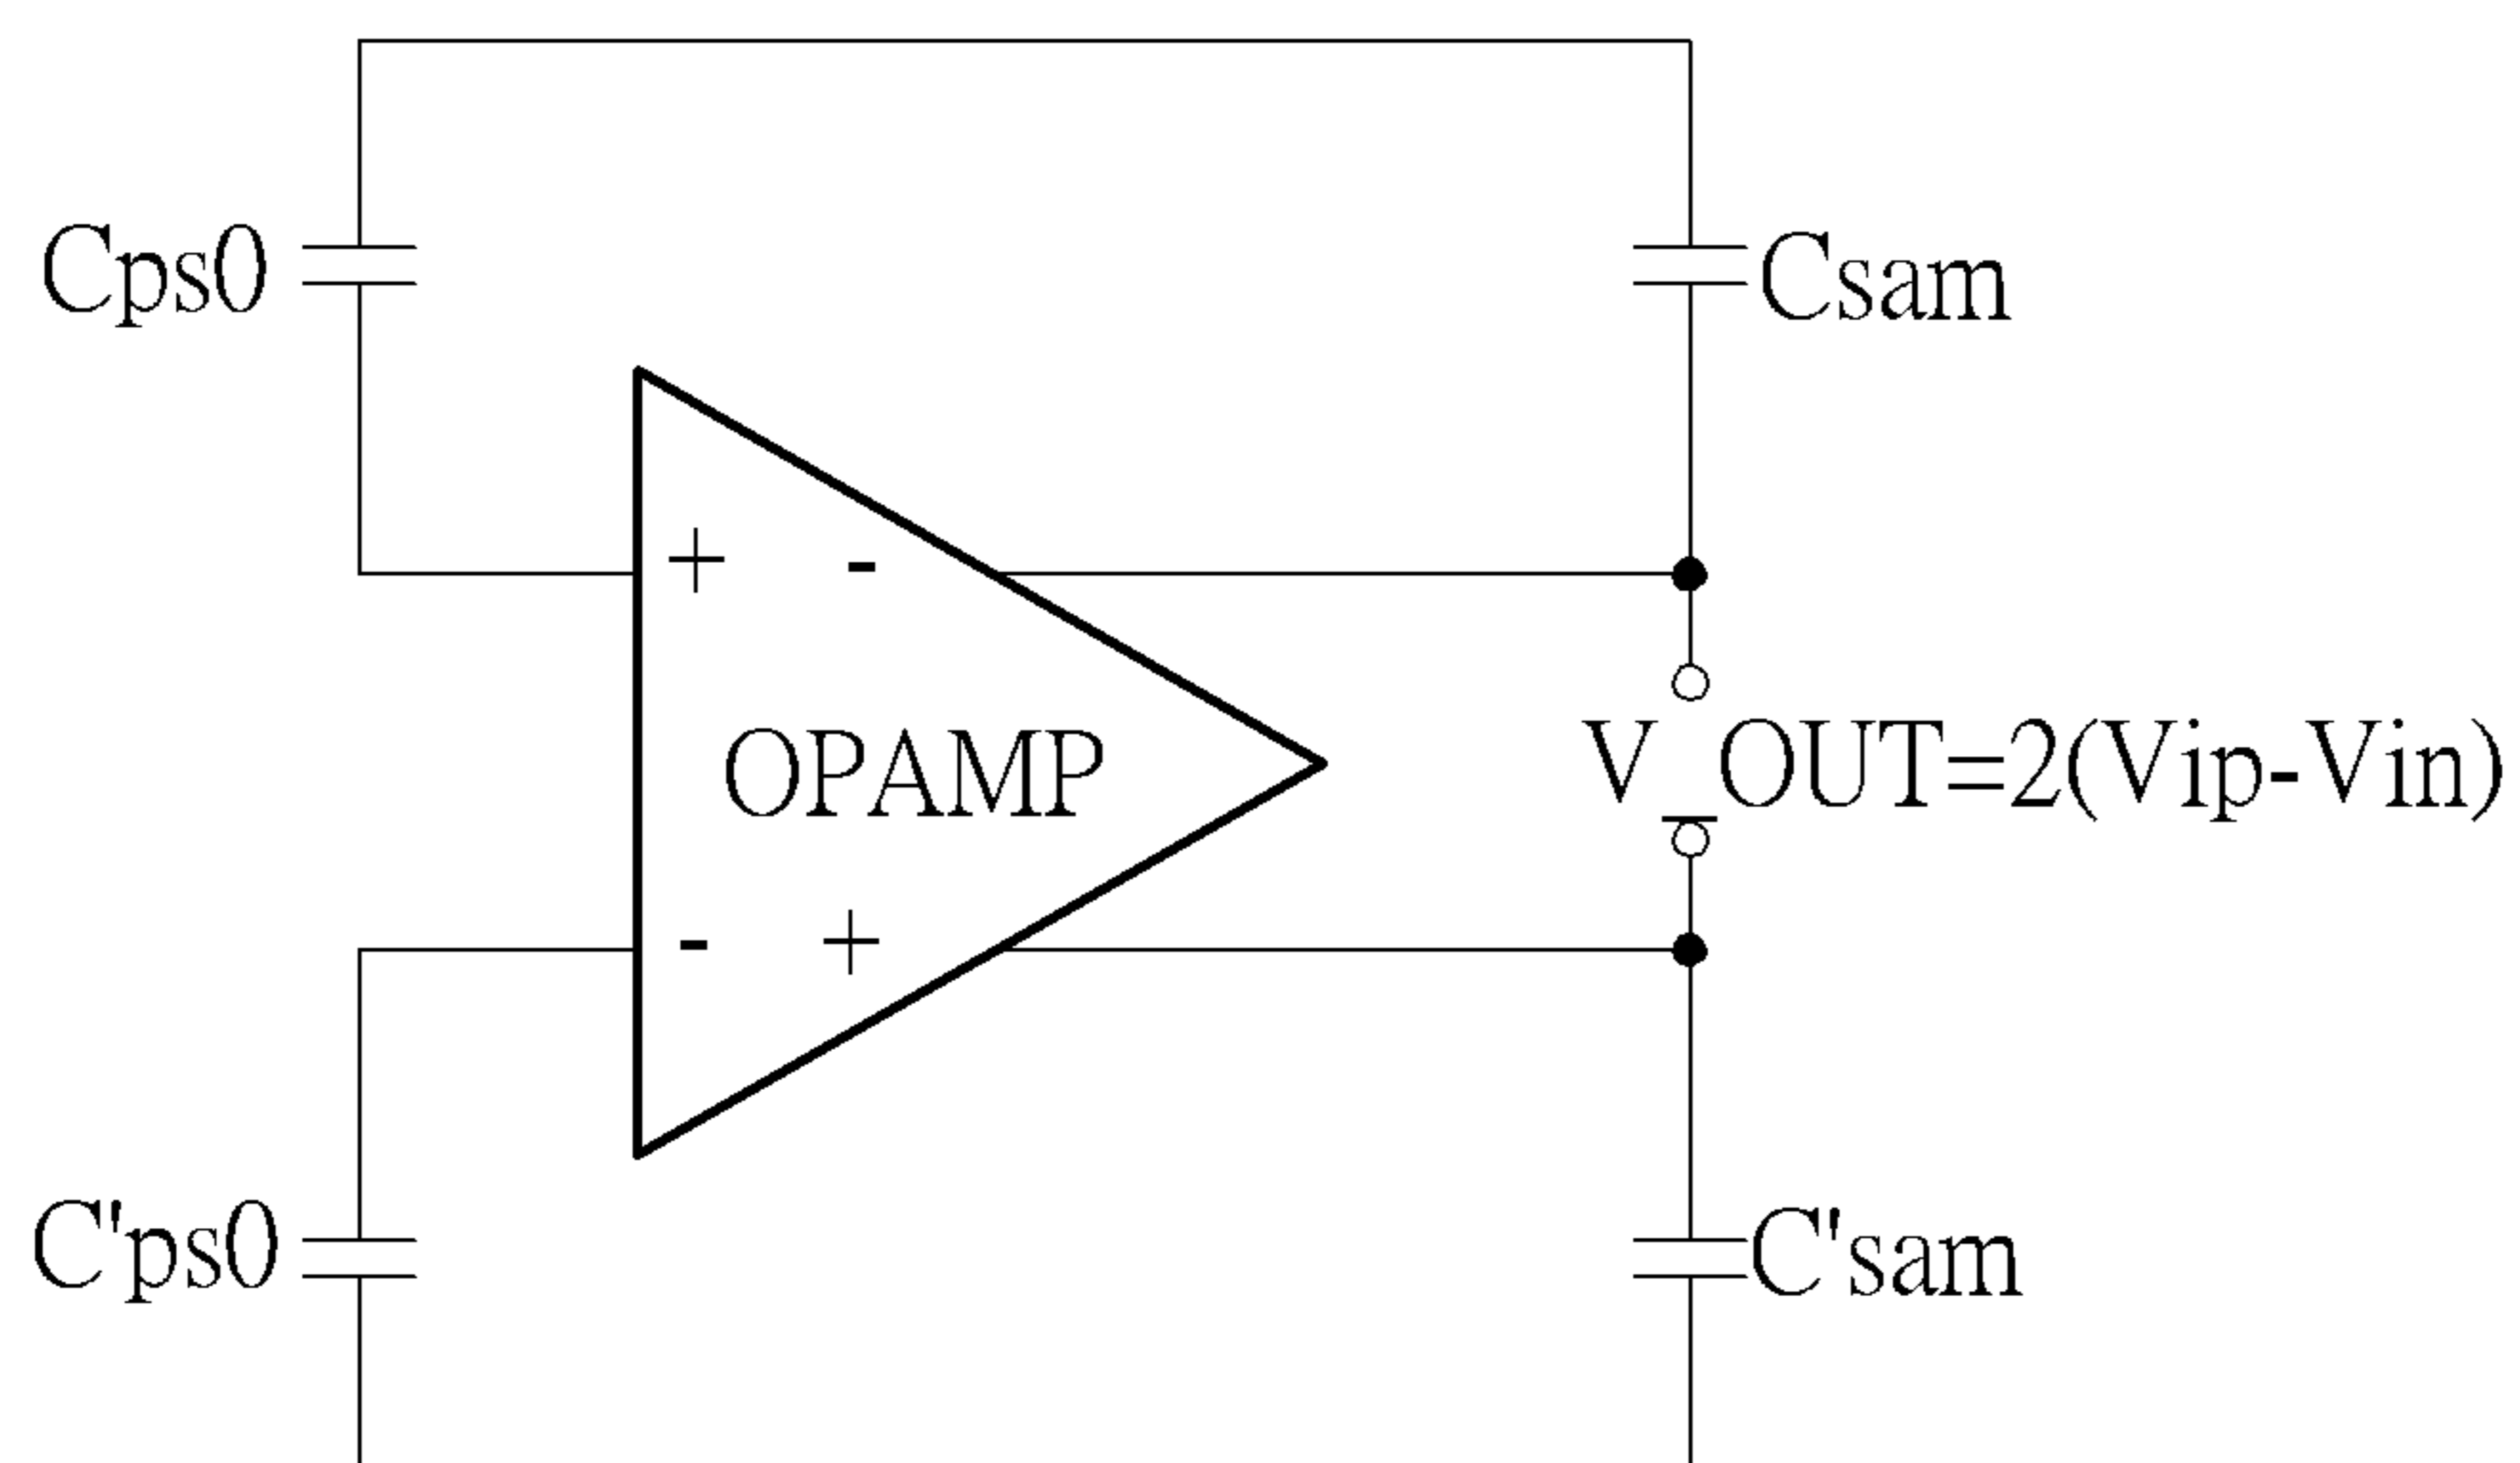 Cps0
Csam
+ -
OPAMP
V_OUT=2(Vip-Vin)
- +
C'ps0
C'sam